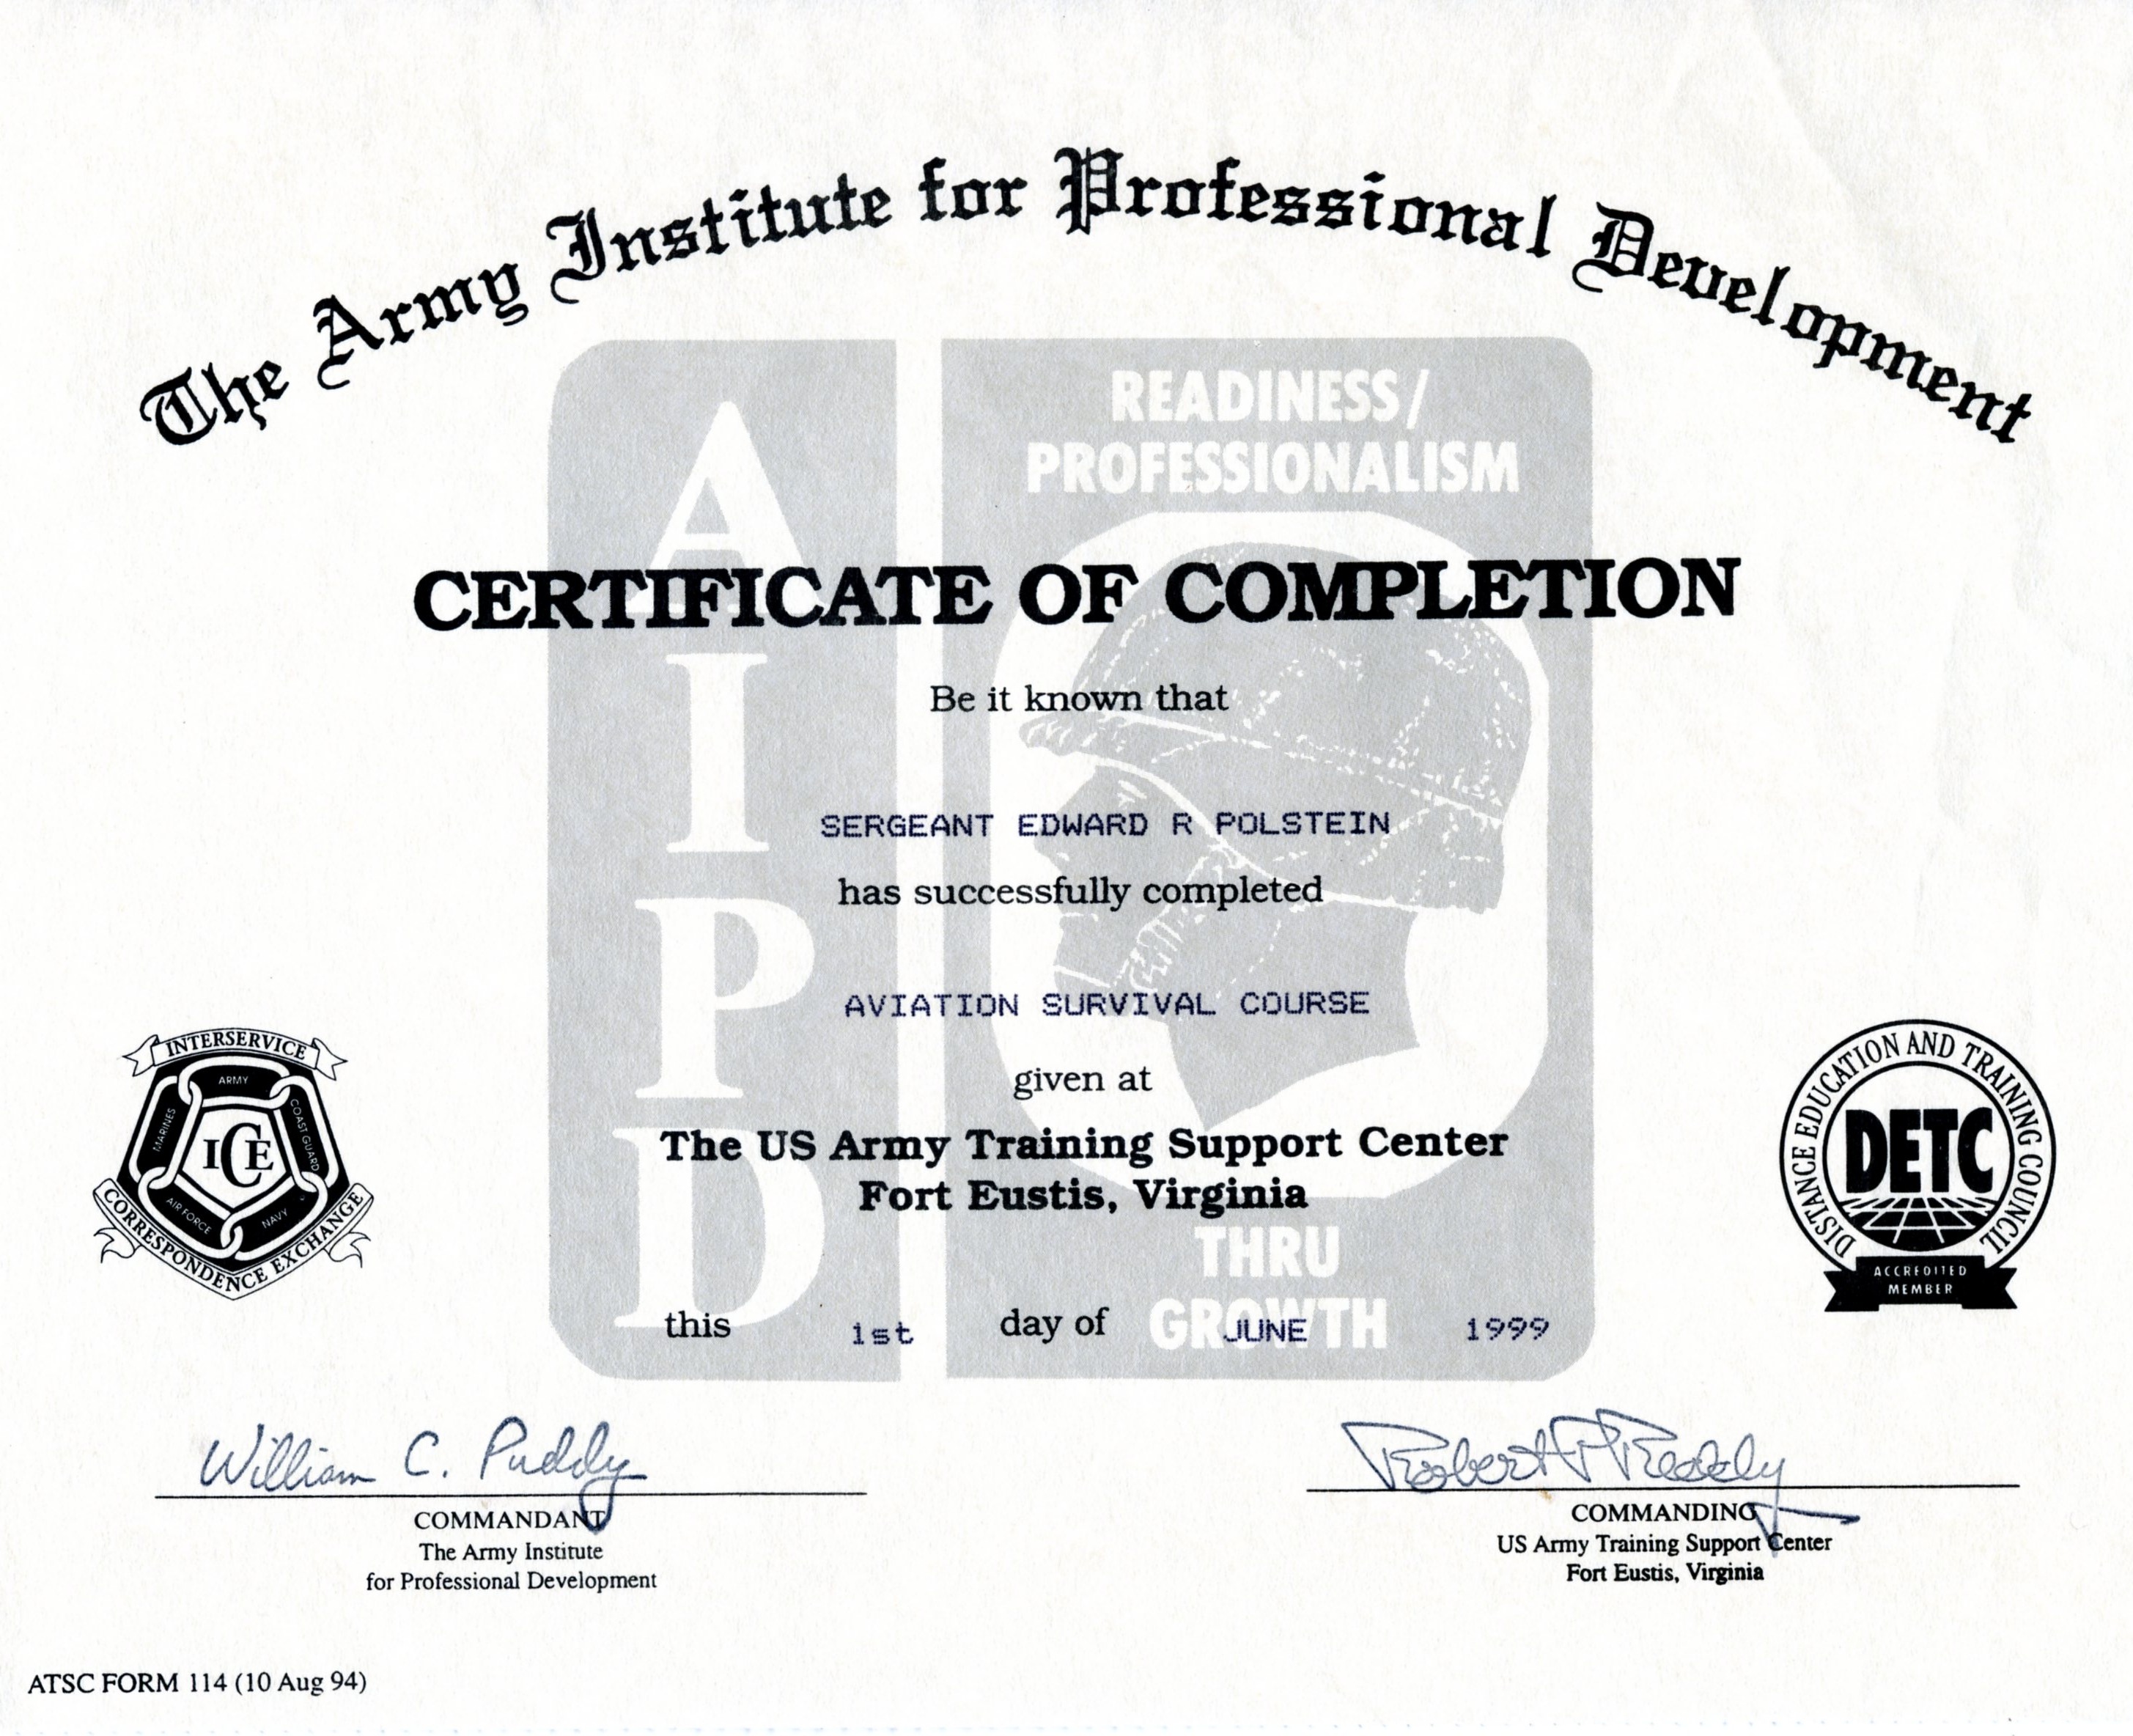 The Army Institute for Professional Development
AIPD
READINESS/
PROFESSIONALISM
CERTIFICATE OF COMPLETION
Be it known that
SERGEANT EDWARD R POLSTEIN
has successfully completed
AVIATION SURVIVAL COURSE
given at
The US Army Training Support Center
Fort Eustis, Virginia
THRU
GROWTH
this 1st day of JUNE 1999
INTERSERVICE
ARMY
MARINES
COAST GUARD
ICE
AIR FORCE
NAVY
CORRESPONDENCE EXCHANGE
DISTANCE EDUCATION AND TRAINING COUNCIL
DETC
ACCREDITED
MEMBER
William C. Puddy
COMMANDANT
The Army Institute
for Professional Development
Robert Reddy
COMMANDING
US Army Training Support Center
Fort Eustis, Virginia
ATSC FORM 114 (10 Aug 94)